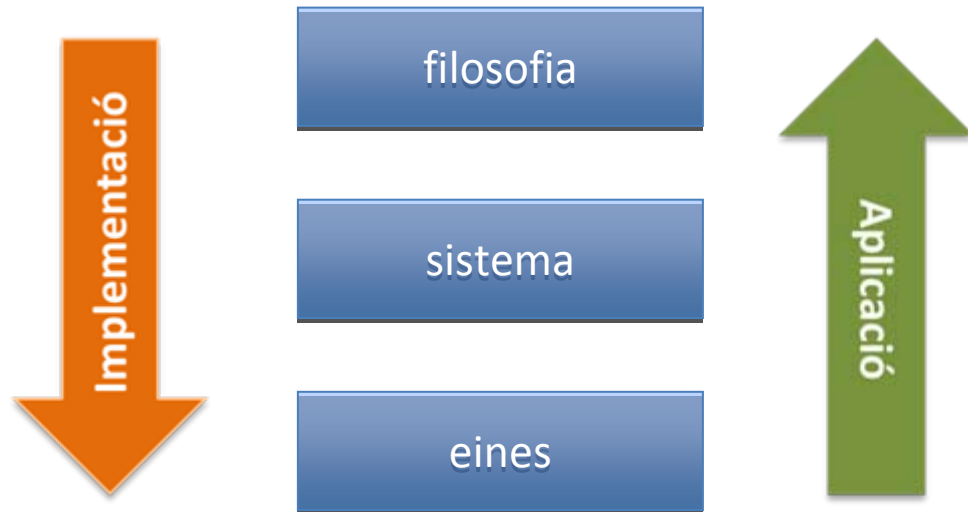 filosofia
Implementació
sistema
Aplicació
eines